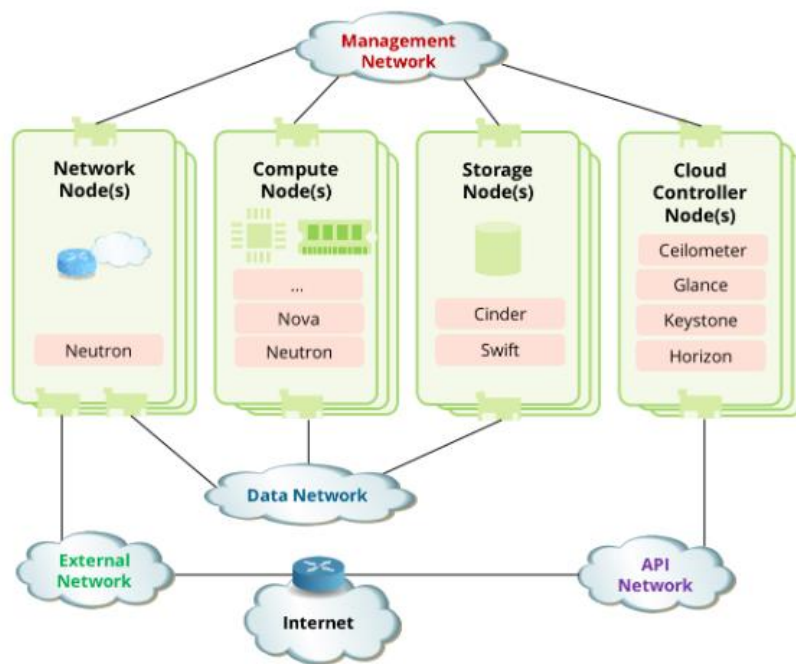 Management
Network
Network
Node(s)
Neutron
Compute
Node(s)
...
Nova
Neutron
Storage
Node(s)
Cinder
Swift
Cloud
Controller
Node(s)
Ceilometer
Glance
Keystone
Horizon
Data Network
External
Network
Internet
API
Network